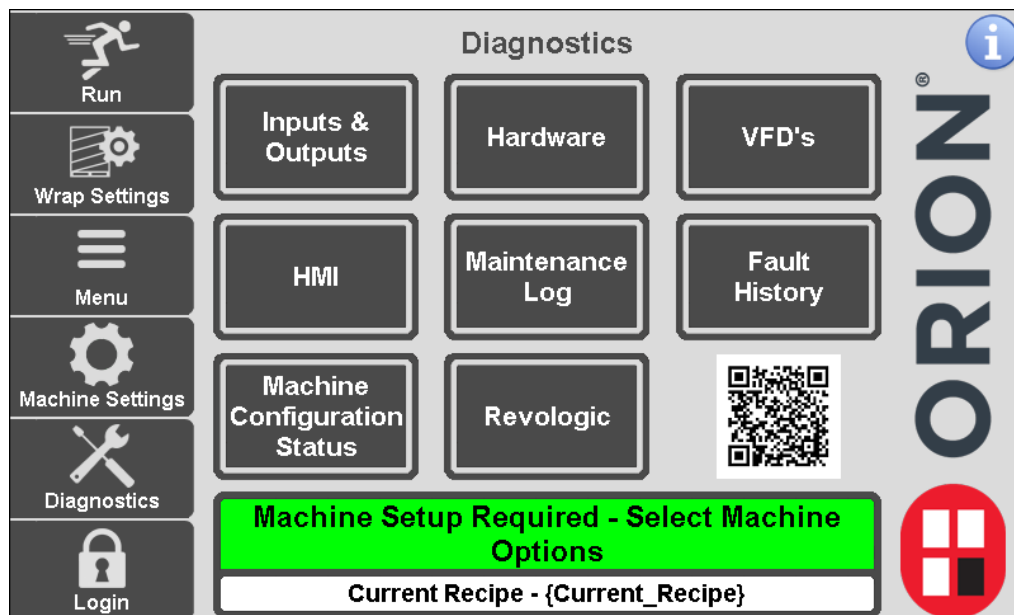 Run
Wrap Settings
Menu
Machine Settings
Diagnostics
Login
Diagnostics
Inputs &
Outputs
Hardware
VFD's
HMI
Maintenance
Log
Fault
History
Machine
Configuration
Status
Revologic
Machine Setup Required - Select Machine
Options
Current Recipe - {Current_Recipe}
i
ORION®